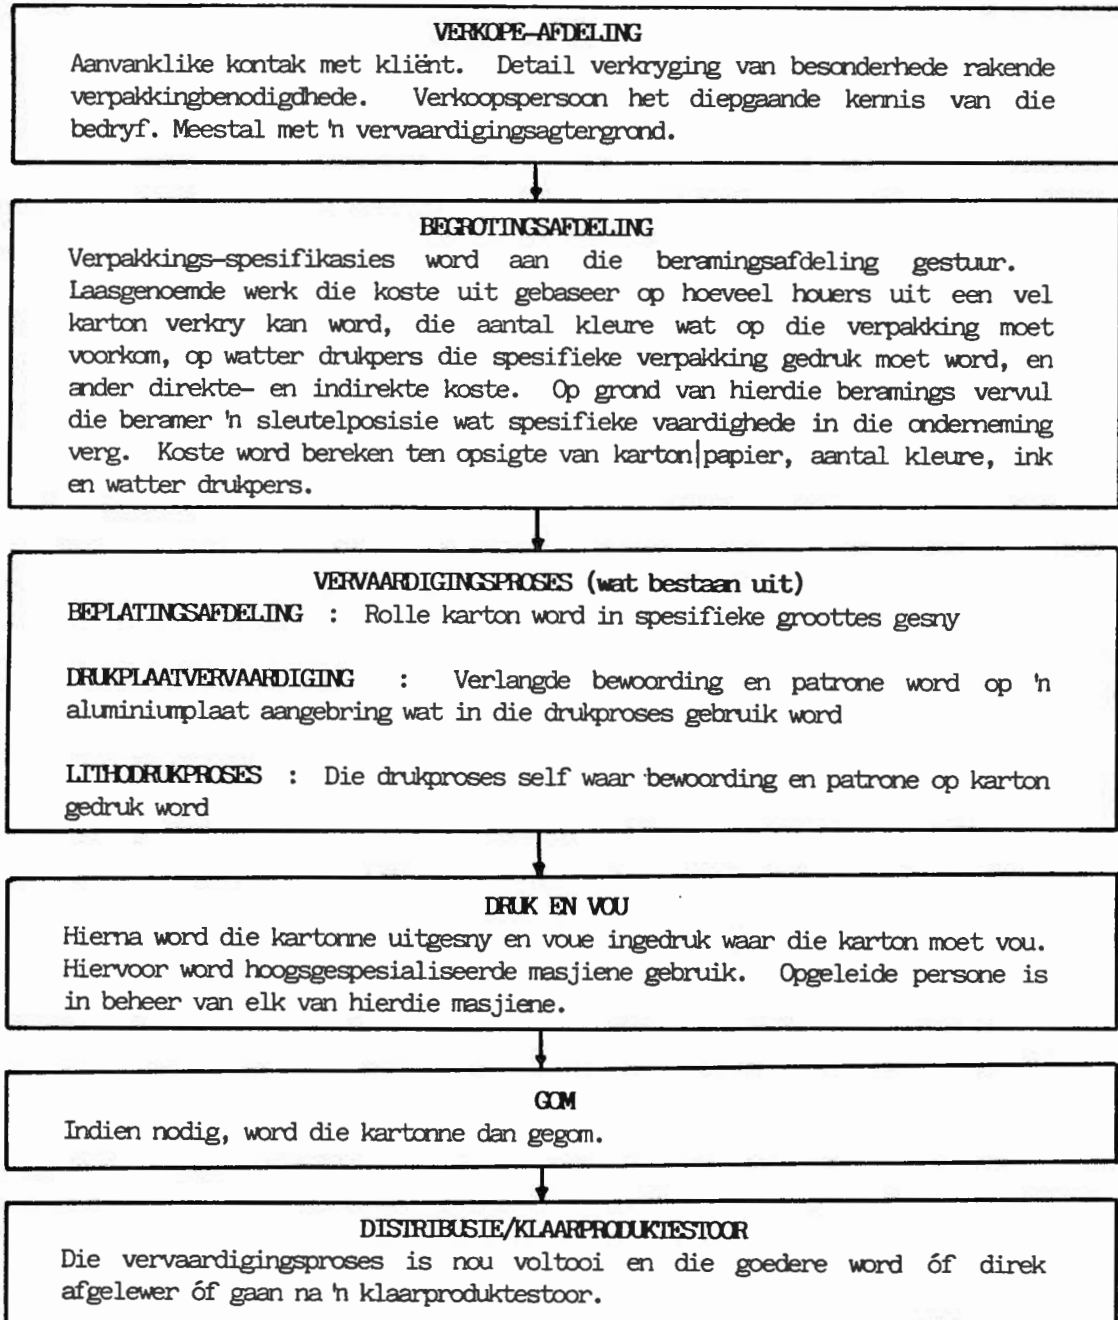 VERKOPE-AFDELING
Aanvanklike kontak met kliënt. Detail verkryging van besonderhede rakende
verpakkingbenodigdhede. Verkoopspersoon het diepgaande kennis van die
bedryf. Meestal met 'n vervaardigingsagtergrond.
BEGROTINGSAFDELING
Verpakkings-spesifikasies word aan die beramingsafdeling gestuur.
Laasgenoemde werk die koste uit gebaseer op hoeveel houers uit een vel
karton verkry kan word, die aantal kleure wat op die verpakking moet
voorkom, op watter drukpers die spesifieke verpakking gedruk moet word, en
ander direkte- en indirekte koste. Op grond van hierdie beramings vervul
die beramer 'n sleutelposisie wat spesifieke vaardighede in die onderneming
verg. Koste word bereken ten opsigte van karton|papier, aantal kleure, ink
en watter drukpers.
VERVAARDIGINGSPROSES (wat bestaan uit)
BEPLATINGSAFDELING : Rolle karton word in spesifieke groottes gesny
DRUKPLAATVERVAARDIGING : Verlangde bewoording en patrone word op 'n
aluminiumplaat aangebring wat in die drukproses gebruik word
LITHODRUKPROSES : Die drukproses self waar bewoording en patrone op karton
gedruk word
DRUK EN VOU
Hierna word die kartonne uitgesny en voue ingedruk waar die karton moet vou.
Hiervoor word hoogsgespesialiseerde masjiene gebruik. Opgeleide persone is
in beheer van elk van hierdie masjiene.
GOM
Indien nodig, word die kartonne dan gegom.
DISTRIBUSIE/KLAARPRODUKTESTOOR
Die vervaardigingsproses is nou voltooi en die goedere word óf direk
afgelewer óf gaan na 'n klaarproduktestoor.